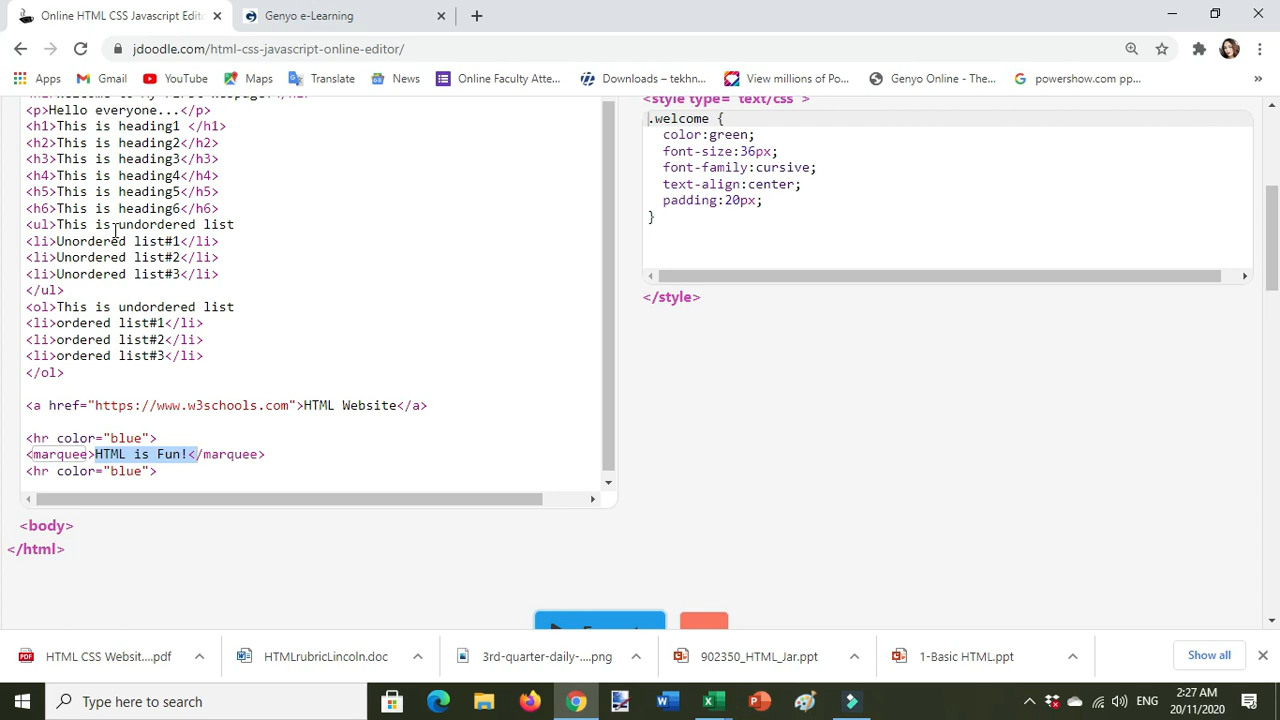 Online HTML CSS Javascript Edit
Genyo e-Learning
jdoodle.com/html-css-javascript-online-editor/
Apps
Gmail
YouTube
Maps
Translate
News
Online Faculty Atte...
Downloads – tekhn...
View millions of Po...
Genyo Online - The...
powershow.com pp...
»
<p>Hello everyone...</p>
<h1>This is heading1 </h1>
<h2>This is heading2</h2>
<h3>This is heading3</h3>
<h4>This is heading4</h4>
<h5>This is heading5</h5>
<h6>This is heading6</h6>
<ul>This is undordered list
<li>Unordered list#1</li>
<li>Unordered list#2</li>
<li>Unordered list#3</li>
</ul>
<ol>This is undordered list
<li>ordered list#1</li>
<li>ordered list#2</li>
<li>ordered list#3</li>
</ol>
<a href="https://www.w3schools.com">HTML Website</a>
<hr color="blue">
<marquee>HTML is Fun!</marquee>
<hr color="blue">
<body>
</html>
<style type="text/css">
.welcome {
color:green;
font-size:36px;
font-family:cursive;
text-align:center;
padding:20px;
}
</style>
HTML CSS Websit....pdf
HTMLrubricLincoln.doc
3rd-quarter-daily-....png
902350_HTML_Jar.ppt
1-Basic HTML.ppt
Show all
Type here to search
ENG
2:27 AM
20/11/2020